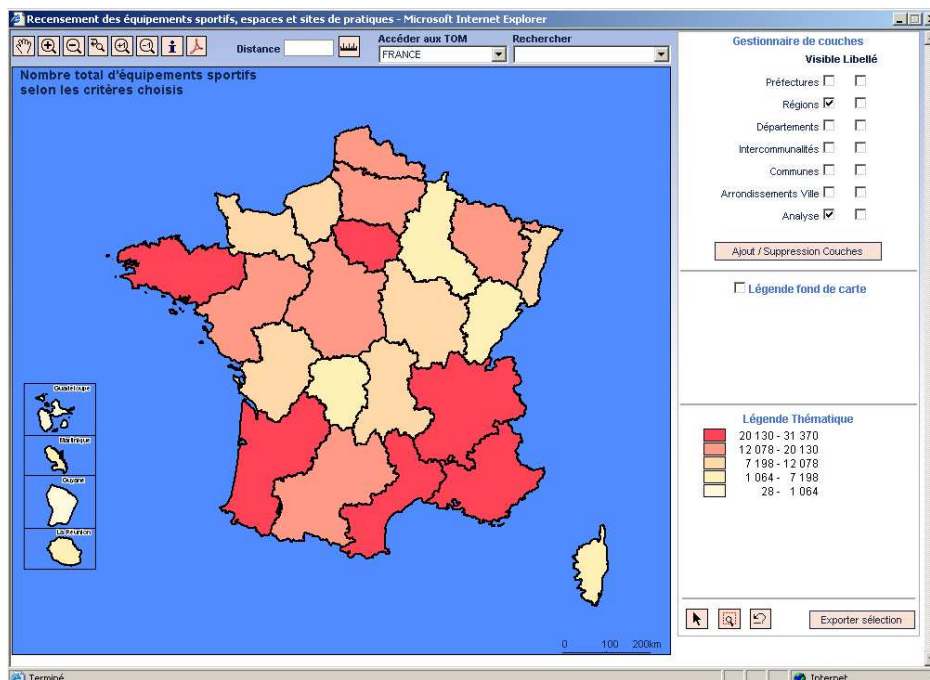 Recensement des équipements sportifs, espaces et sites de pratiques - Microsoft Internet Explorer
Distance
Accéder aux TOM
FRANCE
Rechercher
Nombre total d'équipements sportifs
selon les critères choisis
Guadeloupe
Martinique
Guyane
La Réunion
0 100 200km
Gestionnaire de couches
Visible Libellé
Préfectures
Régions
Départements
Intercommunalités
Communes
Arrondissements Ville
Analyse
Ajout / Suppression Couches
Légende fond de carte
Légende Thématique
20 130 - 31 370
12 078 - 20 130
7 198 - 12 078
1 064 - 7 198
28 - 1 064
Exporter sélection
Terminé
Internet